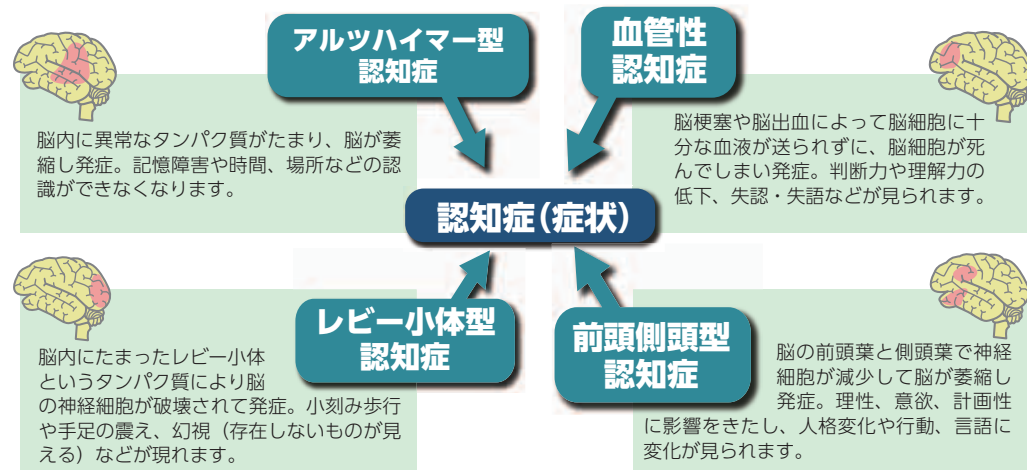 アルツハイマー型
認知症
血管性
認知症
脳内に異常なタンパク質がたまり、脳が萎
縮し発症。記憶障害や時間、場所などの認
識ができなくなります。
脳梗塞や脳出血によって脳細胞に十
分な血液が送られずに、脳細胞が死
んでしまい発症。判断力や理解力の
低下、失認・失語などが見られます。
認知症（症状）
レビー小体型
認知症
前頭側頭型
認知症
脳内にたまったレビー小体
というタンパク質により脳
の神経細胞が破壊されて発症。小刻み歩行
や手足の震え、幻視（存在しないものが見
える）などが現れます。
脳の前頭葉と側頭葉で神経
細胞が減少して脳が萎縮し
発症。理性、意欲、計画性
に影響をきたし、人格変化や行動、言語に
変化が見られます。